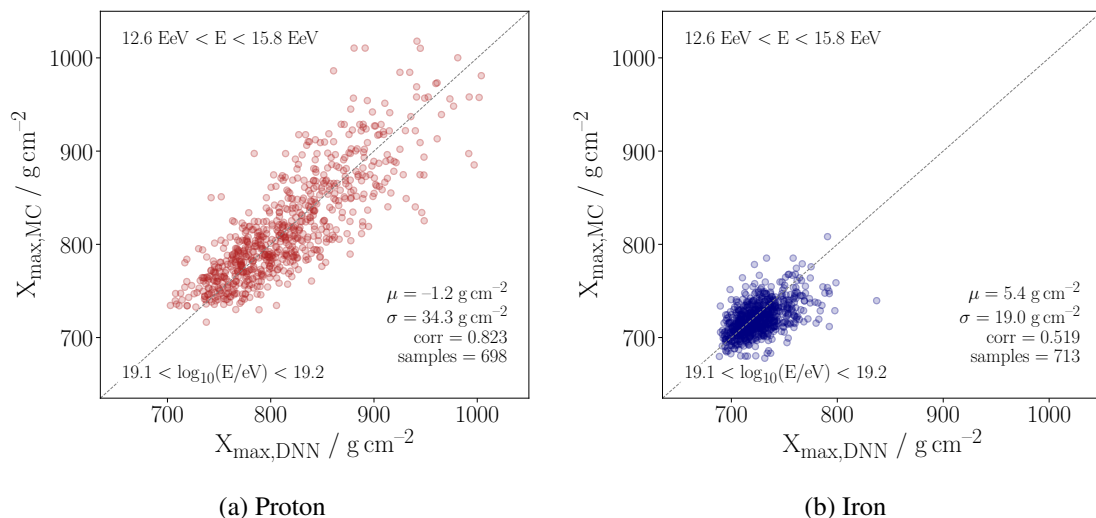 12.6 EeV < E < 15.8 EeV
1000
900
800
700
X_max,MC / g cm⁻²
μ = –1.2 g cm⁻²
σ = 34.3 g cm⁻²
corr = 0.823
samples = 698
19.1 < log₁₀(E/eV) < 19.2
700 800 900 1000
X_max,DNN / g cm⁻²
(a) Proton
12.6 EeV < E < 15.8 EeV
1000
900
800
700
X_max,MC / g cm⁻²
μ = 5.4 g cm⁻²
σ = 19.0 g cm⁻²
corr = 0.519
samples = 713
19.1 < log₁₀(E/eV) < 19.2
700 800 900 1000
X_max,DNN / g cm⁻²
(b) Iron